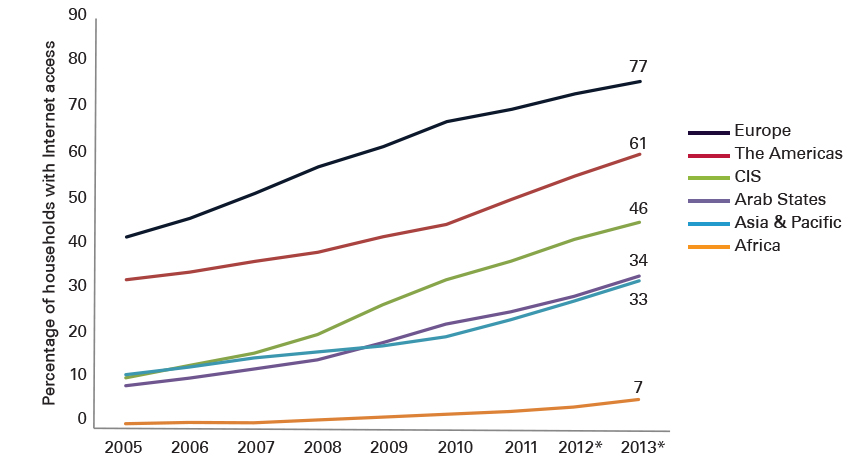 90
80
70
60
50
40
30
20
10
0
Percentage of households with Internet access
77
61
46
34
33
7
2005 2006 2007 2008 2009 2010 2011 2012* 2013*
Europe
The Americas
CIS
Arab States
Asia & Pacific
Africa